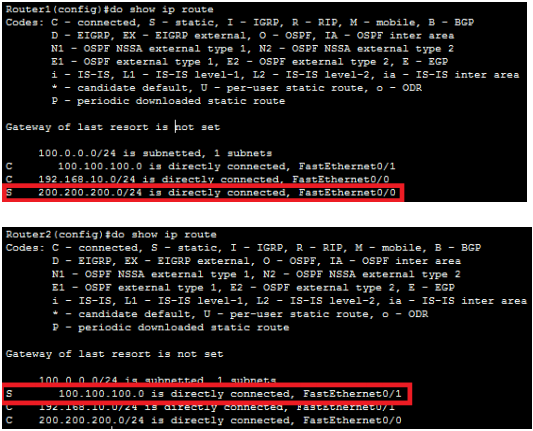 Router1(config)#do show ip route
Codes: C - connected, S - static, I - IGRP, R - RIP, M - mobile, B - BGP
D - EIGRP, EX - EIGRP external, O - OSPF, IA - OSPF inter area
N1 - OSPF NSSA external type 1, N2 - OSPF NSSA external type 2
E1 - OSPF external type 1, E2 - OSPF external type 2, E - EGP
i - IS-IS, L1 - IS-IS level-1, L2 - IS-IS level-2, ia - IS-IS inter area
* - candidate default, U - per-user static route, o - ODR
P - periodic downloaded static route
Gateway of last resort is not set
100.0.0.0/24 is subnetted, 1 subnets
C 100.100.100.0 is directly connected, FastEthernet0/1
C 192.168.10.0/24 is directly connected, FastEthernet0/0
S 200.200.200.0/24 is directly connected, FastEthernet0/0
Router2(config)#do show ip route
Codes: C - connected, S - static, I - IGRP, R - RIP, M - mobile, B - BGP
D - EIGRP, EX - EIGRP external, O - OSPF, IA - OSPF inter area
N1 - OSPF NSSA external type 1, N2 - OSPF NSSA external type 2
E1 - OSPF external type 1, E2 - OSPF external type 2, E - EGP
i - IS-IS, L1 - IS-IS level-1, L2 - IS-IS level-2, ia - IS-IS inter area
* - candidate default, U - per-user static route, o - ODR
P - periodic downloaded static route
Gateway of last resort is not set
100.0.0.0/24 is subnetted, 1 subnets
S 100.100.100.0 is directly connected, FastEthernet0/1
C 192.168.10.0/24 is directly connected, FastEthernet0/1
C 200.200.200.0/24 is directly connected, FastEthernet0/0